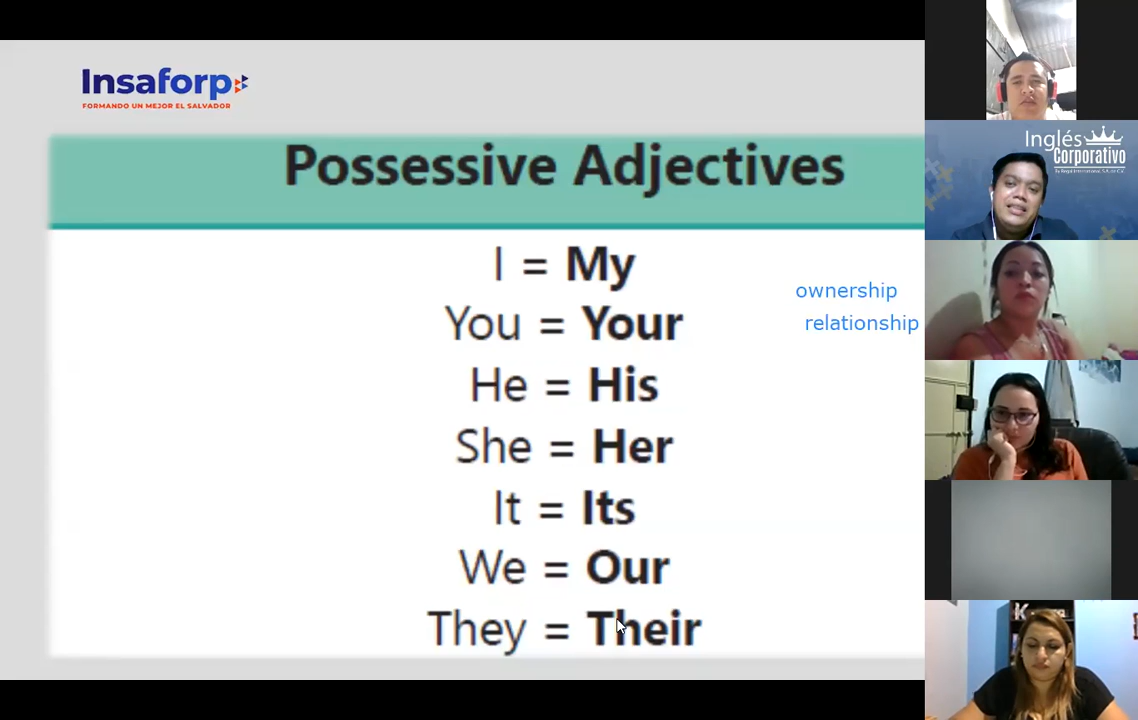 Insaforp
FORMANDO UN MEJOR EL SALVADOR
Possessive Adjectives
I = My
You = Your
He = His
She = Her
It = Its
We = Our
They = Their
ownership
relationship
Inglés
Corporativo